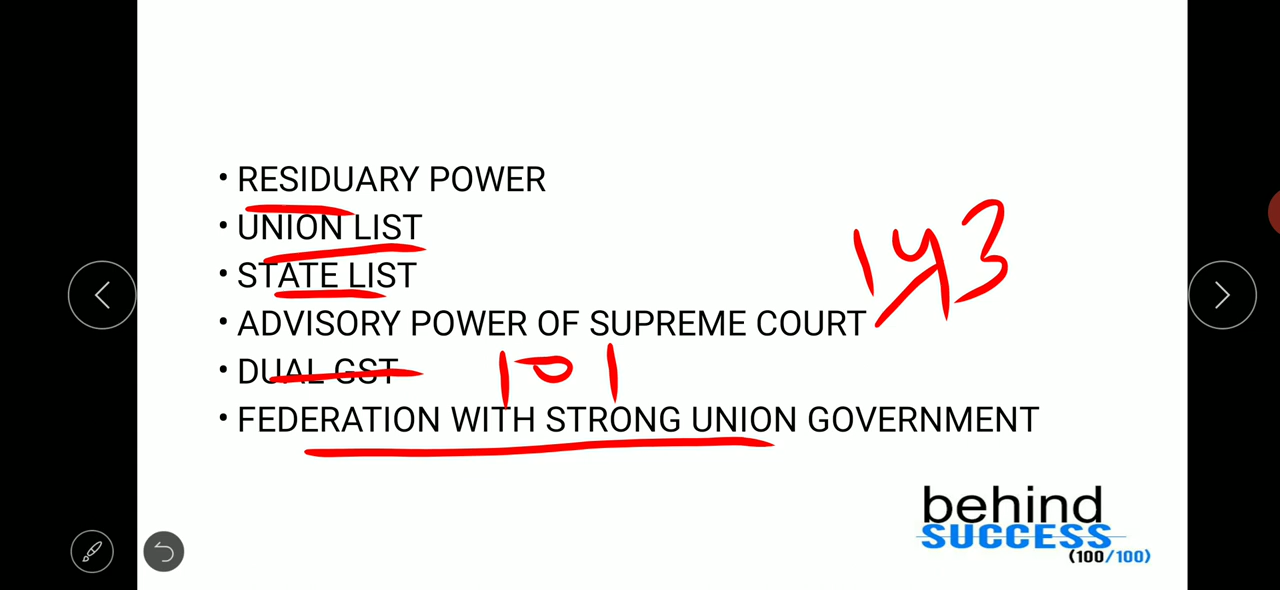 • RESIDUARY POWER
• UNION LIST
• STATE LIST
• ADVISORY POWER OF SUPREME COURT 143
• DUAL GST 101
• FEDERATION WITH STRONG UNION GOVERNMENT
behind
SUCCESS
(100/100)